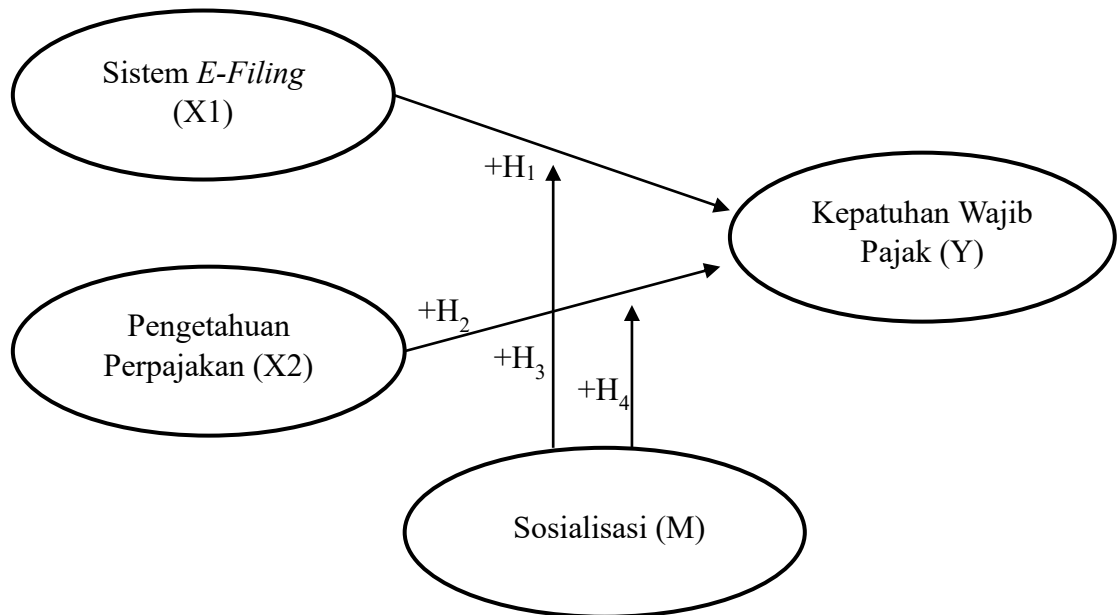 Sistem E-Filing
(X1)
+H₁
Kepatuhan Wajib
Pajak (Y)
Pengetahuan
Perpajakan (X2)
+H₂
+H₃
+H₄
Sosialisasi (M)